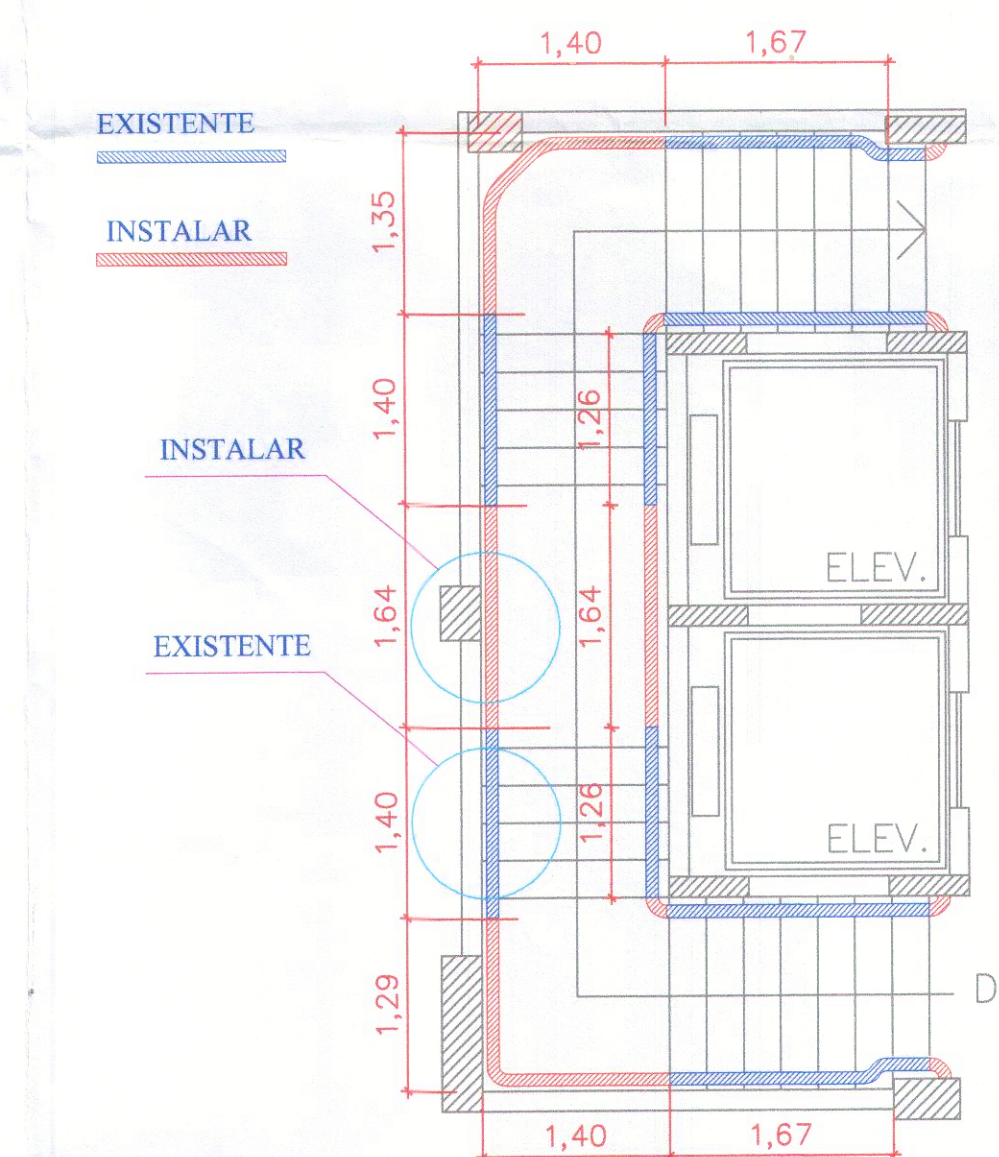 1,40
1,67
EXISTENTE
INSTALAR
1,35
1,40
1,26
INSTALAR
ELEV.
1,64
1,64
EXISTENTE
1,40
1,26
ELEV.
1,29
D
1,40
1,67